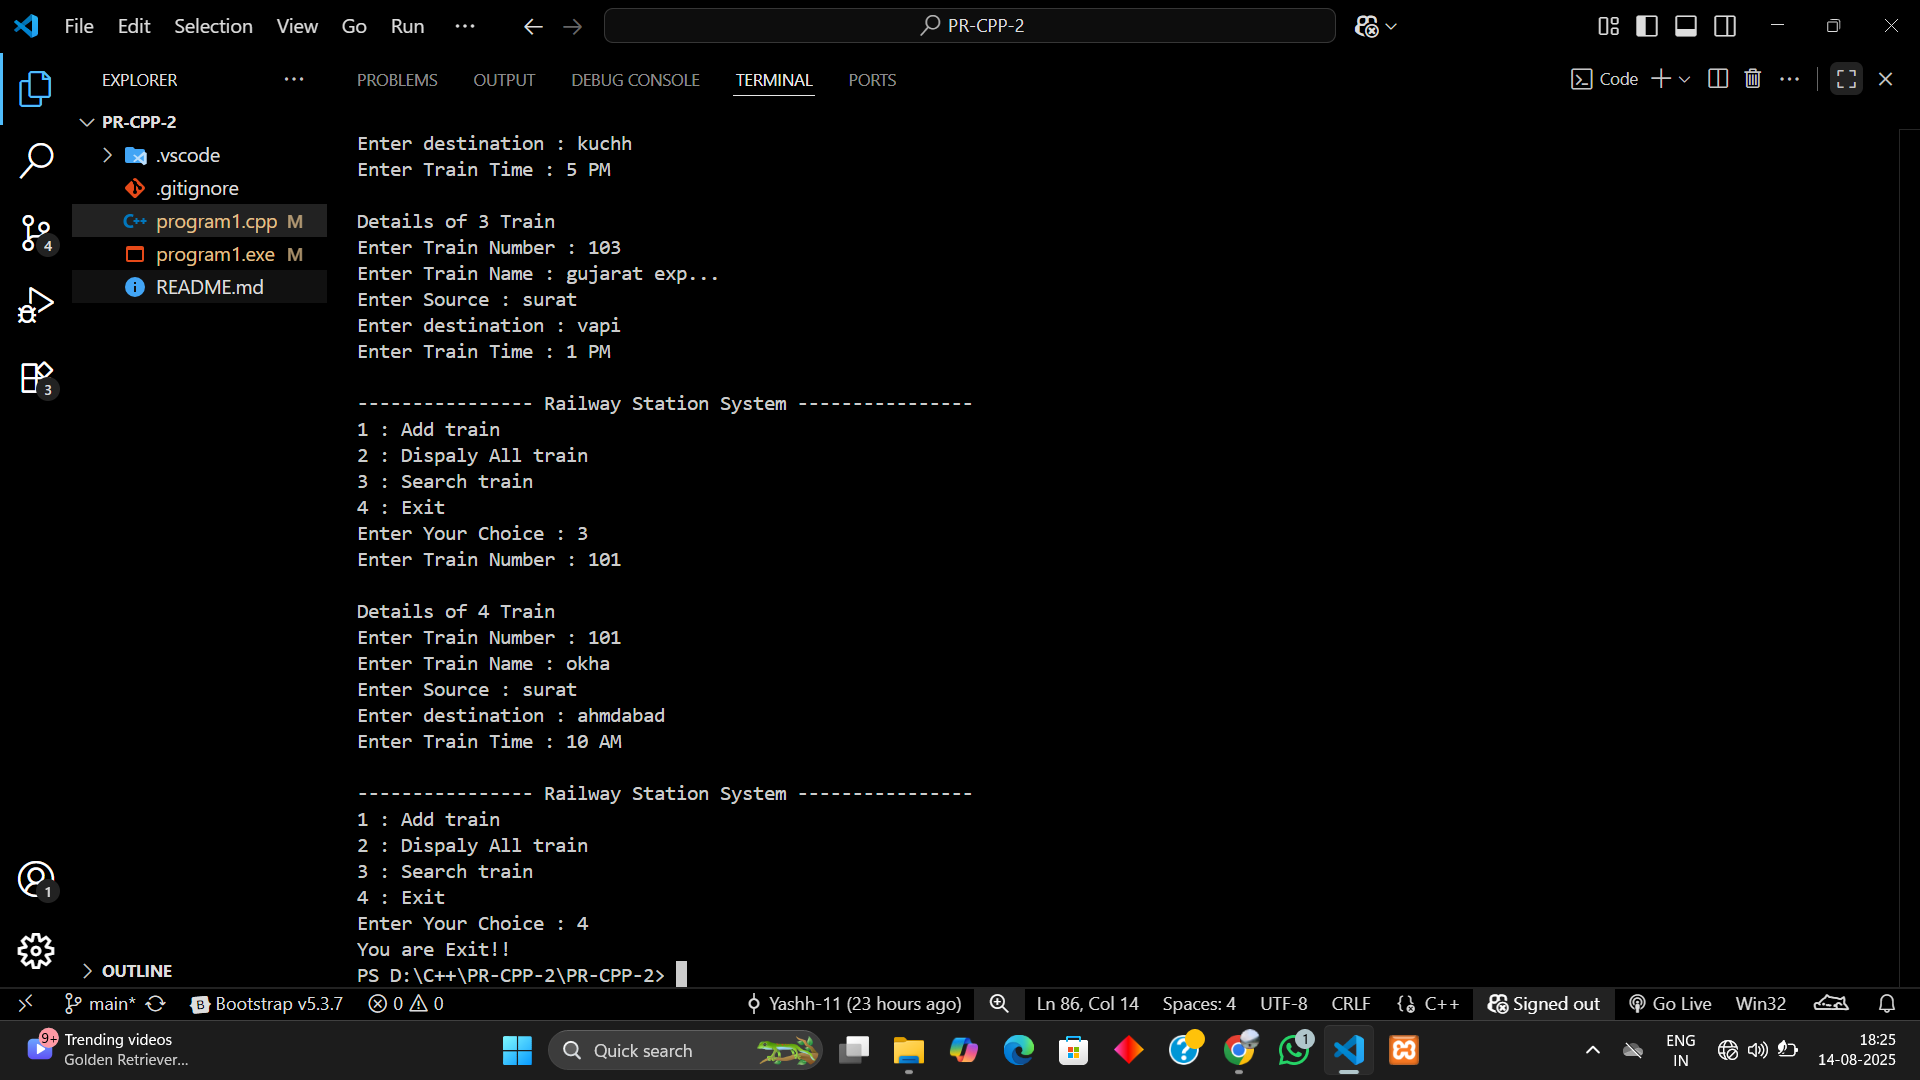 File Edit Selection View Go Run ...
PR-CPP-2
EXPLORER
PROBLEMS OUTPUT DEBUG CONSOLE TERMINAL PORTS
Code
PR-CPP-2
.vscode
.gitignore
program1.cpp M
program1.exe M
README.md
4
3
1
OUTLINE
Enter destination : kuchh
Enter Train Time : 5 PM
Details of 3 Train
Enter Train Number : 103
Enter Train Name : gujarat exp...
Enter Source : surat
Enter destination : vapi
Enter Train Time : 1 PM
---------------- Railway Station System ----------------
1 : Add train
2 : Dispaly All train
3 : Search train
4 : Exit
Enter Your Choice : 3
Enter Train Number : 101
Details of 4 Train
Enter Train Number : 101
Enter Train Name : okha
Enter Source : surat
Enter destination : ahmdabad
Enter Train Time : 10 AM
---------------- Railway Station System ----------------
1 : Add train
2 : Dispaly All train
3 : Search train
4 : Exit
Enter Your Choice : 4
You are Exit!!
PS D:\C++\PR-CPP-2\PR-CPP-2>
main* Bootstrap v5.3.7 0 0 Yashh-11 (23 hours ago) Ln 86, Col 14 Spaces: 4 UTF-8 CRLF C++ Signed out Go Live Win32
9+
Trending videos
Golden Retriever...
Quick search
1
ENG
IN
18:25
14-08-2025